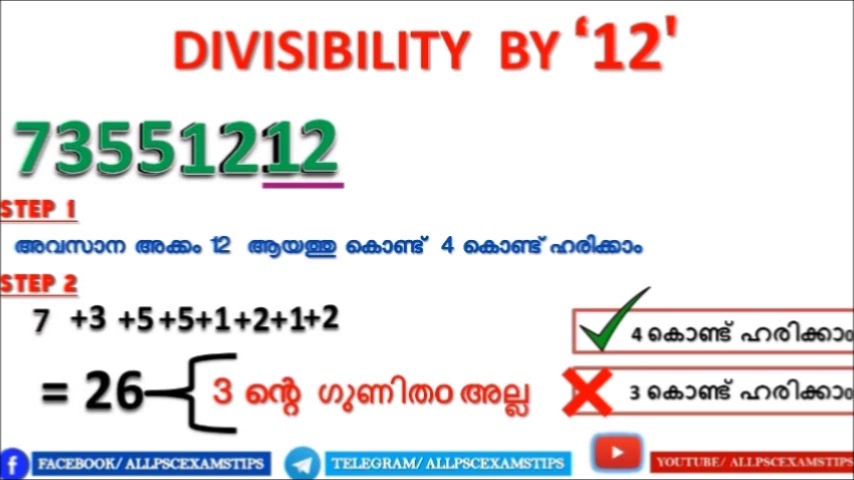 DIVISIBILITY BY ‘12'
73551212
STEP 1
അവസാന അക്കം 12 ആയത്തു കൊണ്ട് 4 കൊണ്ട് ഹരിക്കാം
STEP 2
7 +3 +5+5+1+2+1+2
4 കൊണ്ട് ഹരിക്കാം
= 26 3 ന്റെ ഗുണിതo അല്ല
3 കൊണ്ട് ഹരിക്കാം
f FACEBOOK/ ALLPSCEXAMSTIPS TELEGRAM/ ALLPSCEXAMSTIPS YOUTUBE/ ALLPSCEXAMSTIPS